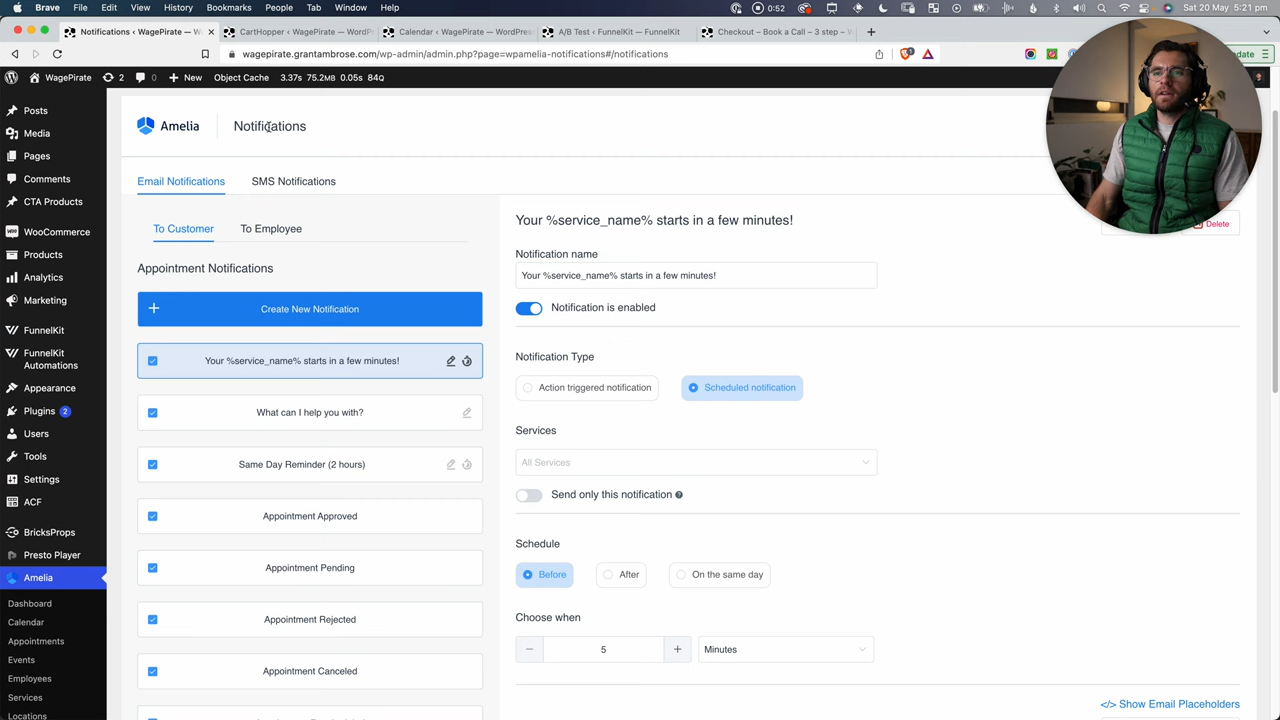 Brave File Edit View History Bookmarks People Tab Window Help 0:52 Wed 20 Sep 5:21 pm
Notifications ‹ WagePirate — W CartHopper ‹ WagePirate — WordP Calendar ‹ WagePirate — WordPres A/B Test ‹ FunnelKit — FunnelKit Checkout – Book a Call – 3 step – W
wagepirate.grantambrose.com/wp-admin/admin.php?page=wpamelia-notifications#/notifications
WagePirate 2 0 New Object Cache 3.37s 75.2MB 0.05s 84Q
Posts
Media
Pages
Comments
CTA Products
WooCommerce
Products
Analytics
Marketing
FunnelKit
FunnelKit
Automations
Appearance
Plugins 2
Users
Tools
Settings
ACF
BricksProps
Presto Player
Amelia
Dashboard
Calendar
Appointments
Events
Employees
Services
Locations
Amelia Notifications
Email Notifications SMS Notifications
To Customer To Employee
Appointment Notifications
Create New Notification
Your %service_name% starts in a few minutes!
What can I help you with?
Same Day Reminder (2 hours)
Appointment Approved
Appointment Pending
Appointment Rejected
Appointment Canceled
Your %service_name% starts in a few minutes!
Delete
Notification name
Your %service_name% starts in a few minutes!
Notification is enabled
Notification Type
Action triggered notification Scheduled notification
Services
All Services
Send only this notification
Schedule
Before After On the same day
Choose when
5 Minutes
</> Show Email Placeholders